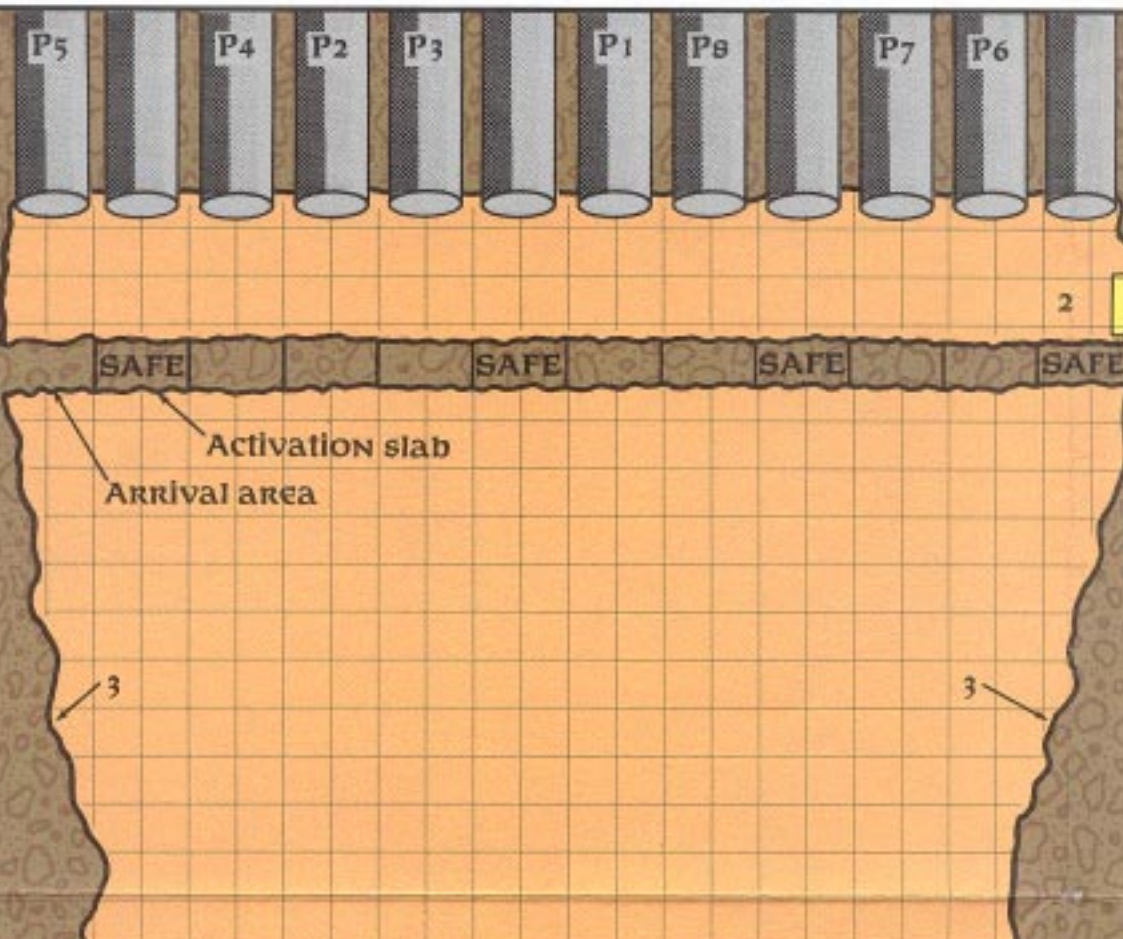 P5 P4 P2 P3 P1 P8 P7 P6
2
SAFE SAFE SAFE SAFE
Activation slab
Arrival area
3 3